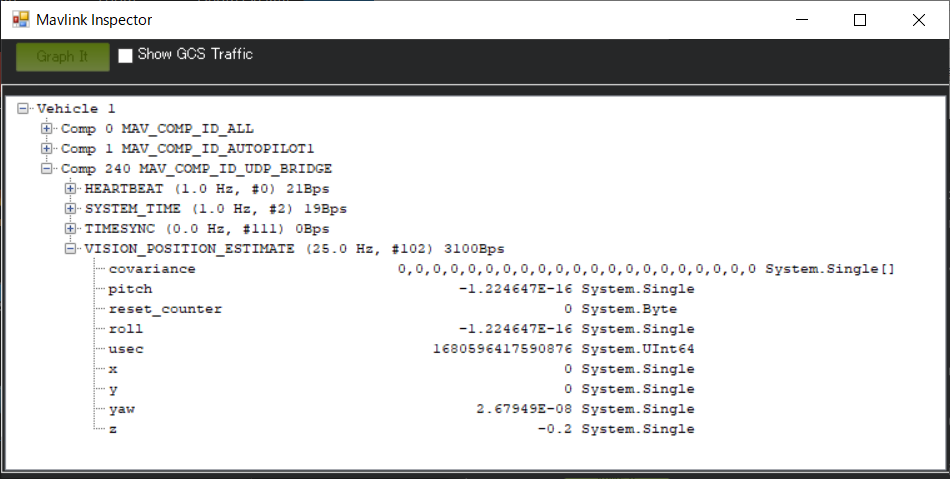 Mavlink Inspector
Graph It Show GCS Traffic
Vehicle 1
Comp 0 MAV_COMP_ID_ALL
Comp 1 MAV_COMP_ID_AUTOPILOT1
Comp 240 MAV_COMP_ID_UDP_BRIDGE
HEARTBEAT (1.0 Hz, #0) 21Bps
SYSTEM_TIME (1.0 Hz, #2) 19Bps
TIMESYNC (0.0 Hz, #111) 0Bps
VISION_POSITION_ESTIMATE (25.0 Hz, #102) 3100Bps
covariance 0,0,0,0,0,0,0,0,0,0,0,0,0,0,0,0,0,0,0,0,0 System.Single[]
pitch -1.224647E-16 System.Single
reset_counter 0 System.Byte
roll -1.224647E-16 System.Single
usec 1680596417590876 System.UInt64
x 0 System.Single
y 0 System.Single
yaw 2.67949E-08 System.Single
z -0.2 System.Single